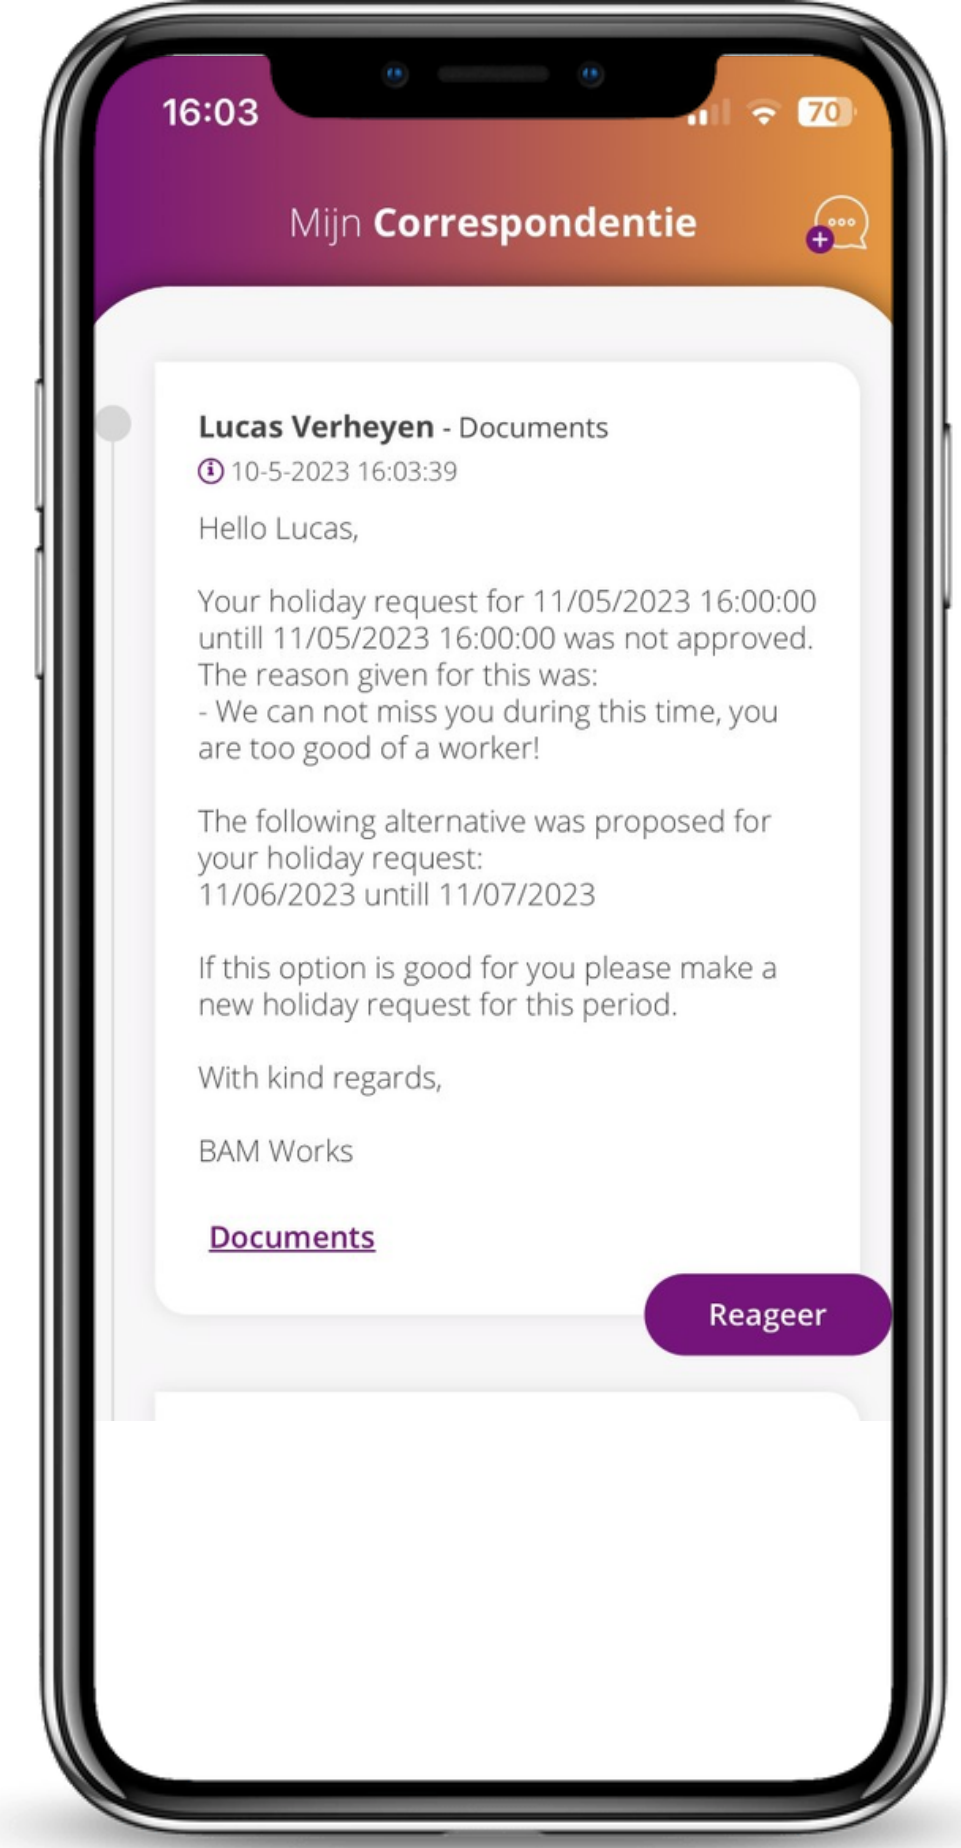 16:03
70
Mijn Correspondentie
Lucas Verheyen - Documents
10-5-2023 16:03:39
Hello Lucas,
Your holiday request for 11/05/2023 16:00:00
untill 11/05/2023 16:00:00 was not approved.
The reason given for this was:
- We can not miss you during this time, you
are too good of a worker!
The following alternative was proposed for
your holiday request:
11/06/2023 untill 11/07/2023
If this option is good for you please make a
new holiday request for this period.
With kind regards,
BAM Works
Documents
Reageer